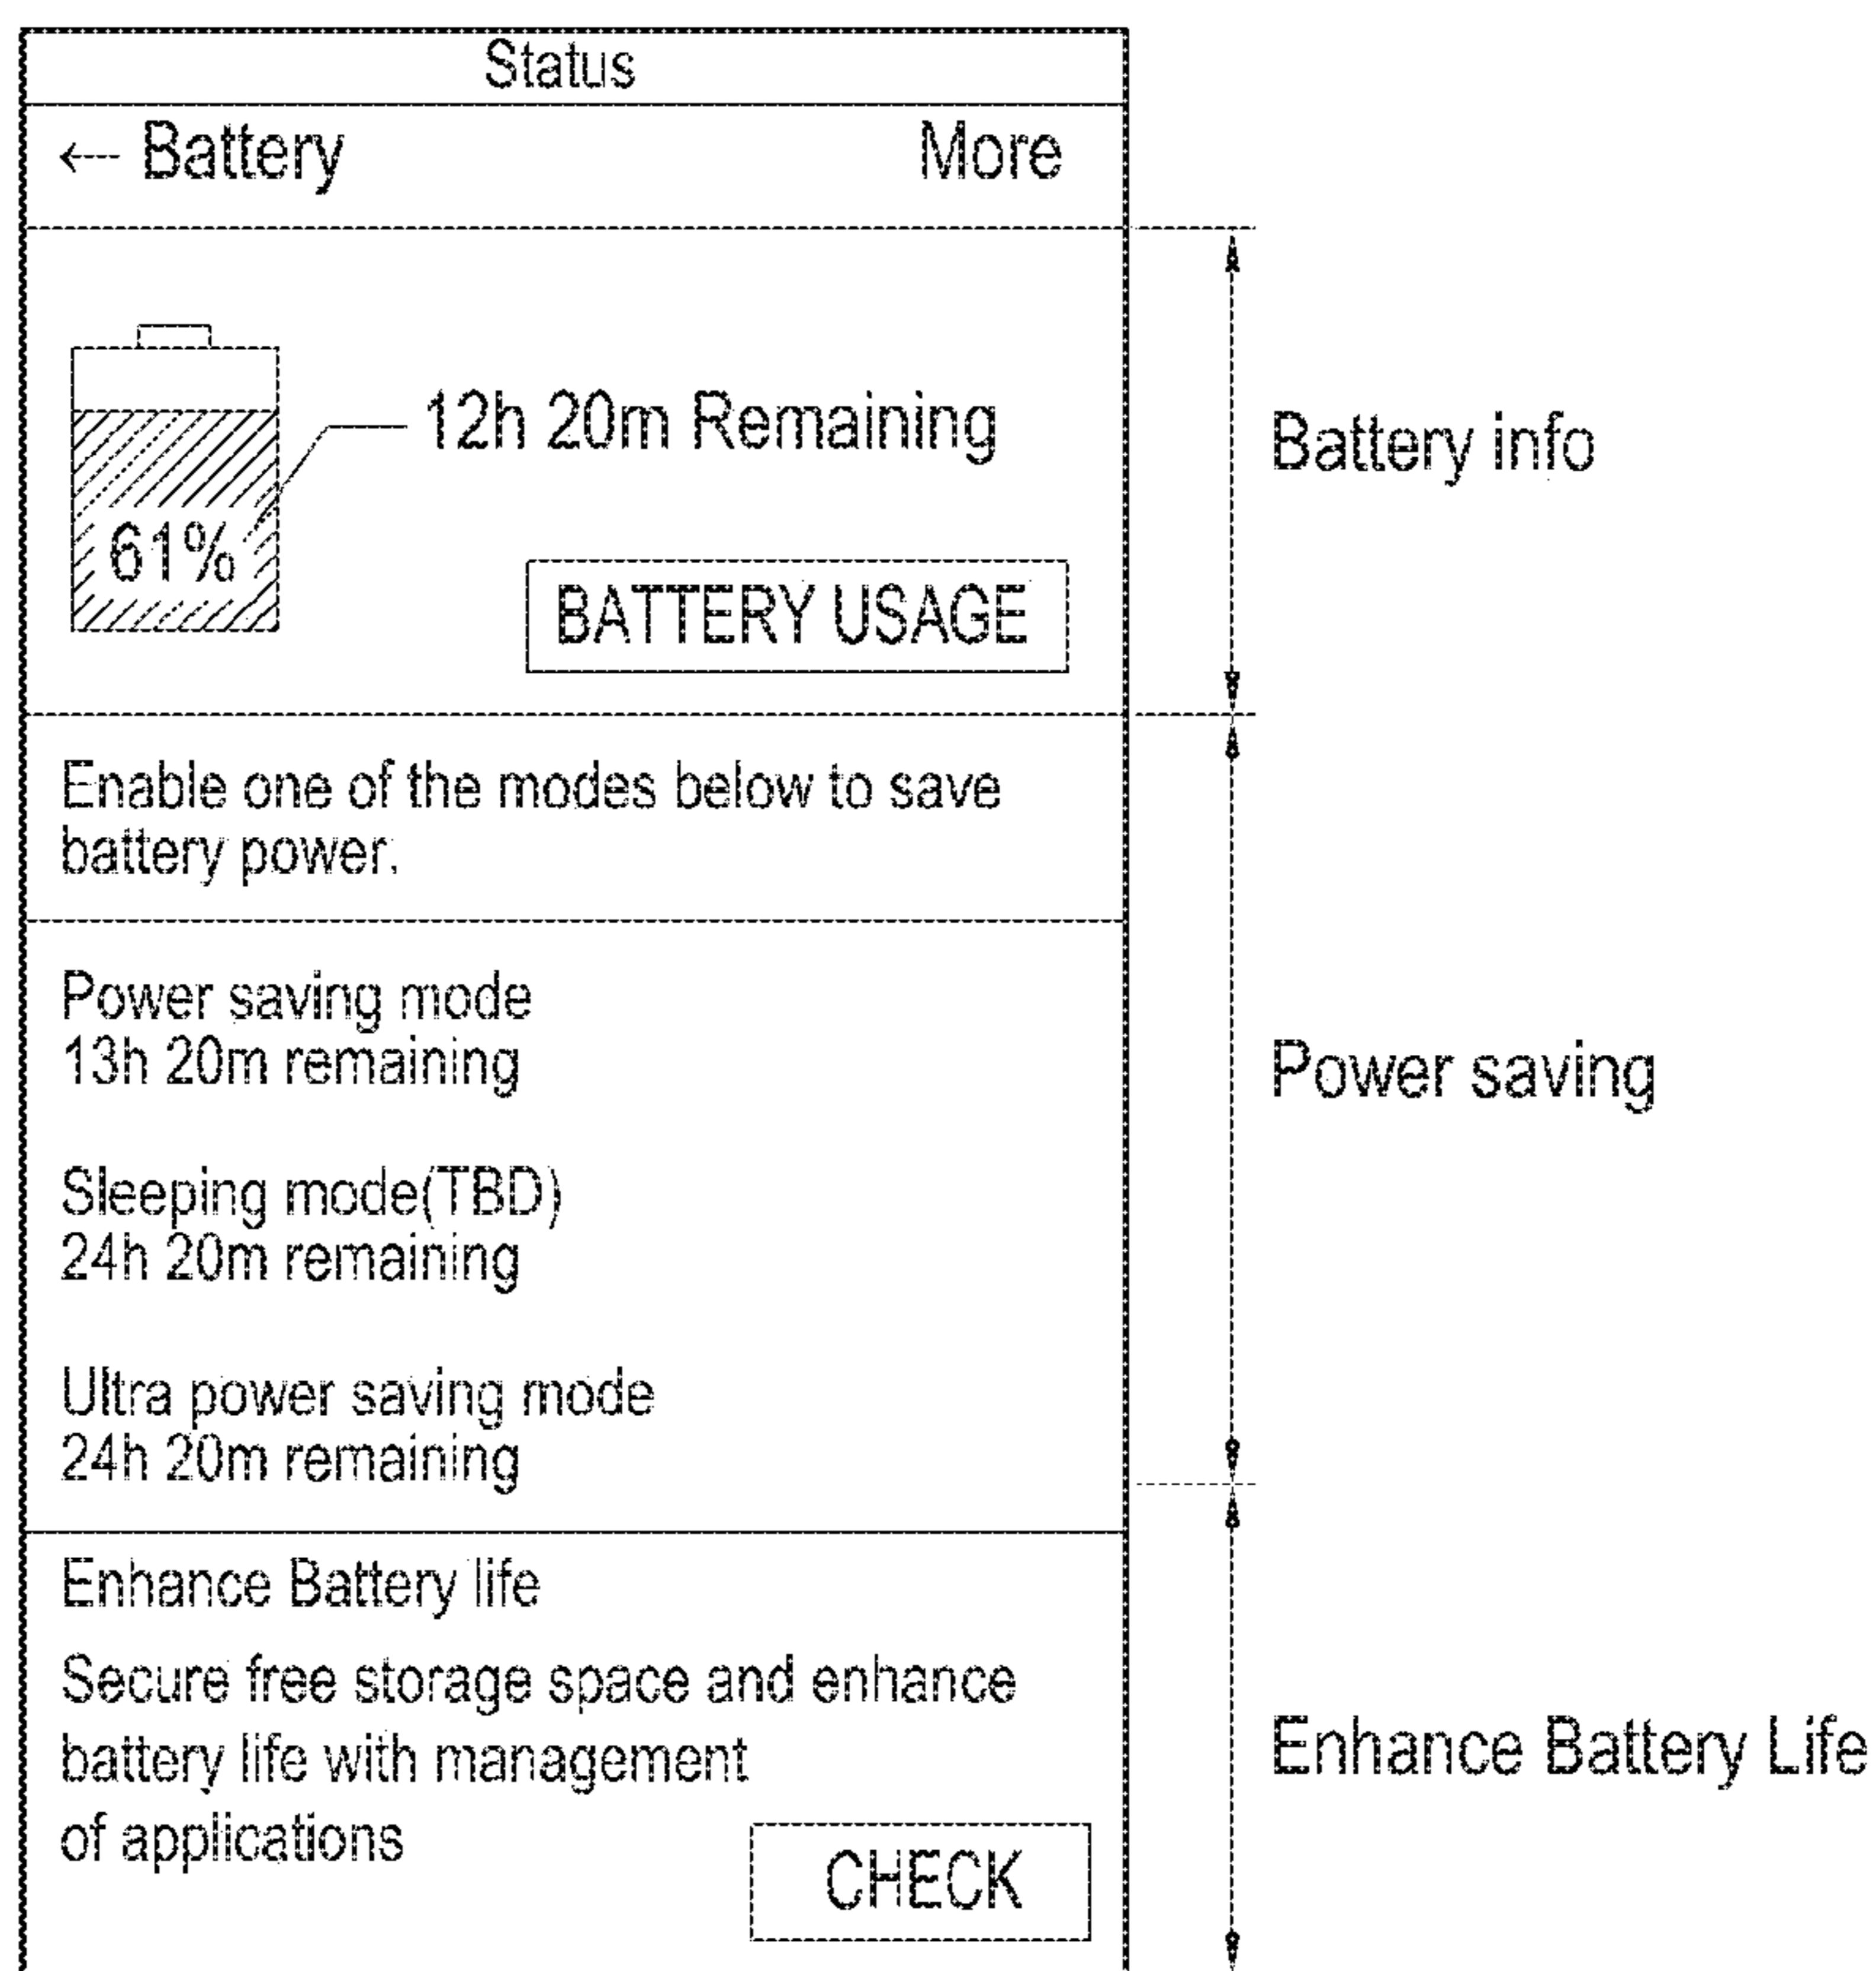 Status
← Battery More
12h 20m Remaining
61%
BATTERY USAGE
Battery info
Enable one of the modes below to save
battery power.
Power saving mode
13h 20m remaining
Sleeping mode(TBD)
24h 20m remaining
Ultra power saving mode
24h 20m remaining
Power saving
Enhance Battery life
Secure free storage space and enhance
battery life with management
of applications
CHECK
Enhance Battery Life